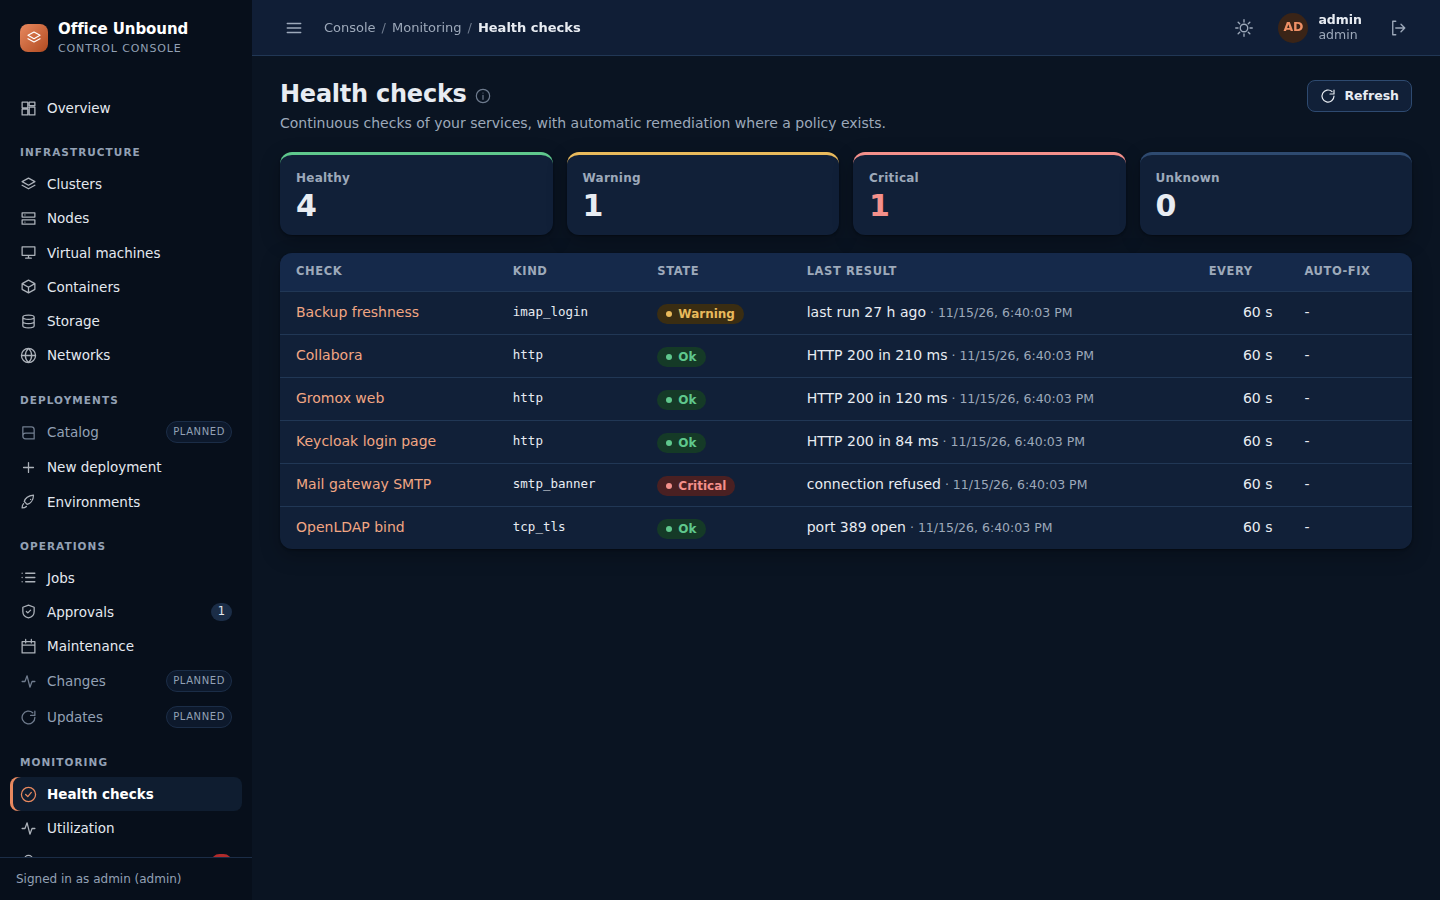 Office Unbound
CONTROL CONSOLE
Overview
INFRASTRUCTURE
Clusters
Nodes
Virtual machines
Containers
Storage
Networks
DEPLOYMENTS
Catalog PLANNED
New deployment
Environments
OPERATIONS
Jobs
Approvals 1
Maintenance
Changes PLANNED
Updates PLANNED
MONITORING
Health checks
Utilization
Signed in as admin (admin)
Console / Monitoring / Health checks
AD admin
admin
Health checks
Refresh
Continuous checks of your services, with automatic remediation where a policy exists.
Healthy
4
Warning
1
Critical
1
Unknown
0
CHECK KIND STATE LAST RESULT EVERY AUTO-FIX
Backup freshness imap_login Warning last run 27 h ago · 11/15/26, 6:40:03 PM 60 s -
Collabora http Ok HTTP 200 in 210 ms · 11/15/26, 6:40:03 PM 60 s -
Gromox web http Ok HTTP 200 in 120 ms · 11/15/26, 6:40:03 PM 60 s -
Keycloak login page http Ok HTTP 200 in 84 ms · 11/15/26, 6:40:03 PM 60 s -
Mail gateway SMTP smtp_banner Critical connection refused · 11/15/26, 6:40:03 PM 60 s -
OpenLDAP bind tcp_tls Ok port 389 open · 11/15/26, 6:40:03 PM 60 s -